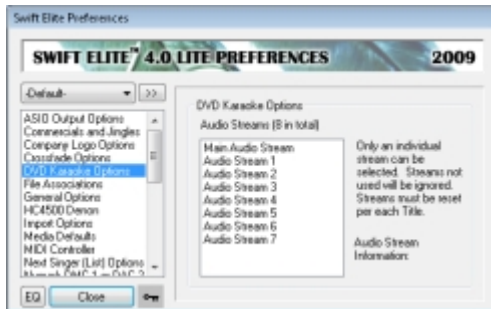 Swift Elite Preferences
SWIFT ELITE™ 4.0 LITE PREFERENCES 2009
-Default-
>>
ASIO Output Options
Commercials and Jingles
Company Logo Options
Crossfade Options
DVD Karaoke Options
File Associations
General Options
HC4500 Denon
Import Options
Media Defaults
MIDI Controller
Next Singer (List) Options
EQ
Close
DVD Karaoke Options
Audio Streams (8 in total)
Main Audio Stream
Audio Stream 1
Audio Stream 2
Audio Stream 3
Audio Stream 4
Audio Stream 5
Audio Stream 6
Audio Stream 7
Only an individual
stream can be
selected. Streams not
used will be ignored.
Streams must be reset
per each Title.
Audio Stream
Information: